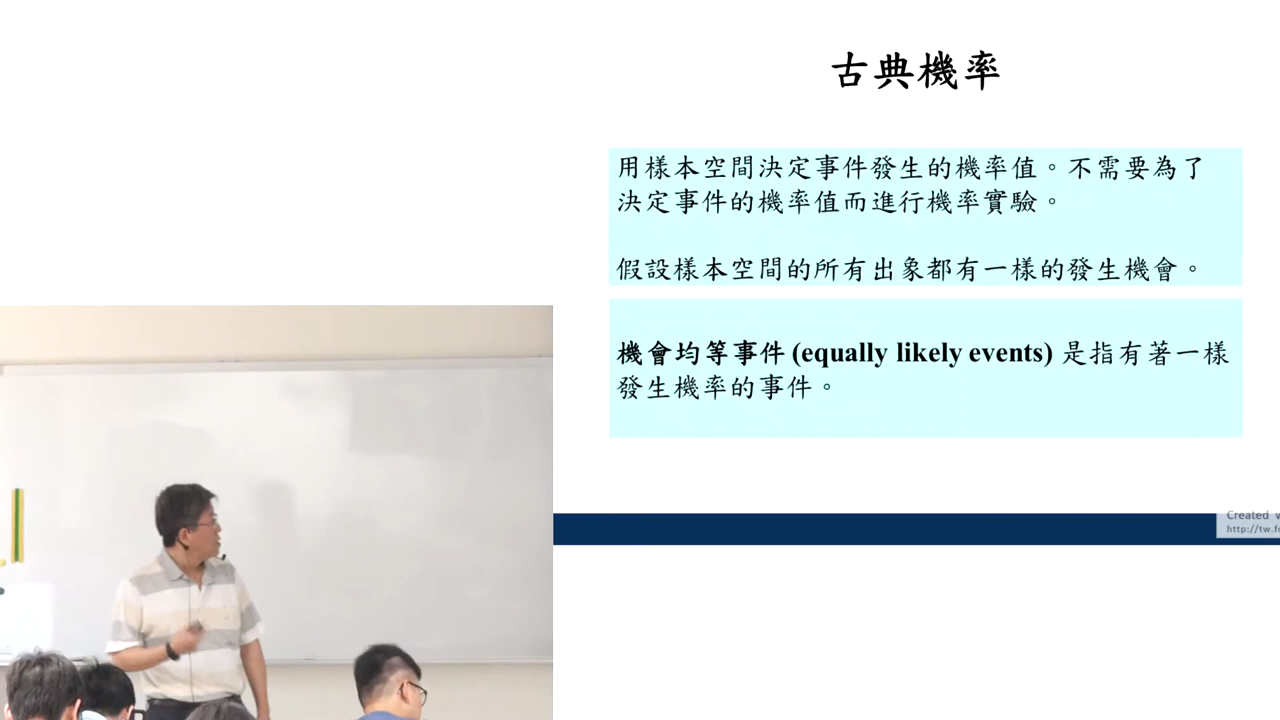 古典機率
用樣本空間決定事件發生的機率值。不需要為了
決定事件的機率值而進行機率實驗。
假設樣本空間的所有出象都有一樣的發生機會。
機會均等事件 (equally likely events) 是指有著一樣
發生機率的事件。
Created
http://tw.f